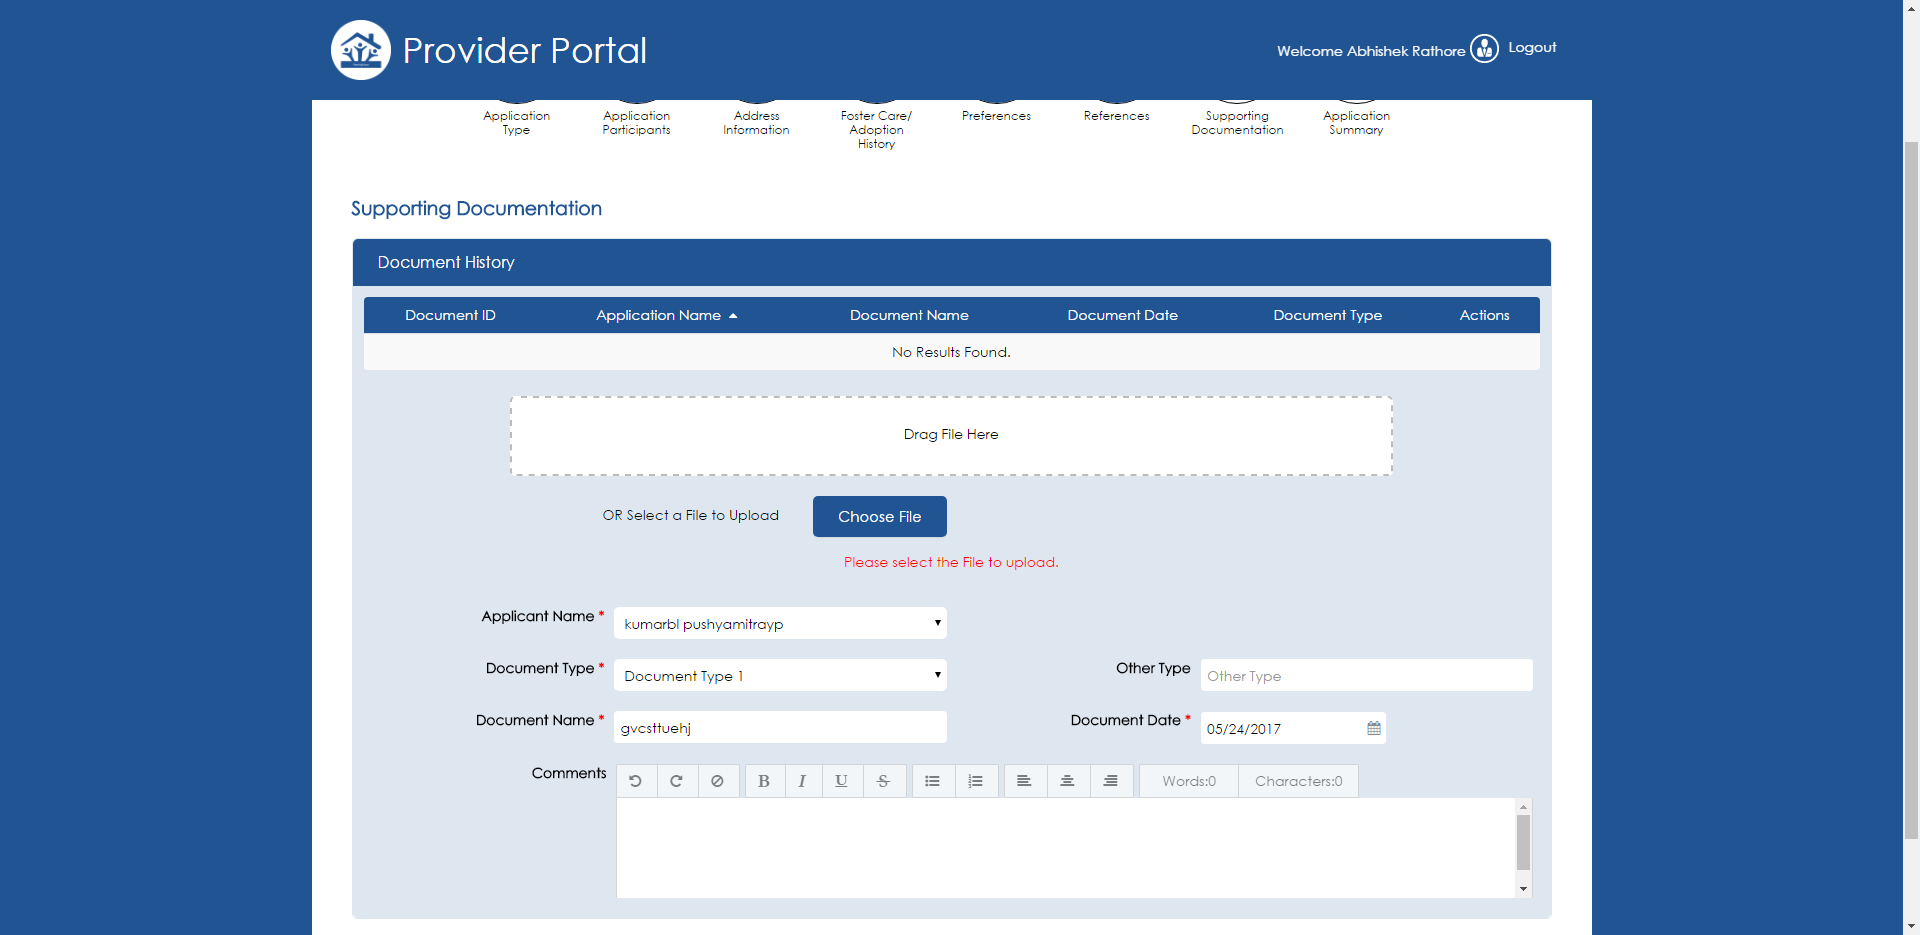 Provider Portal
Welcome Abhishek Rathore
Logout
Application Type
Application Participants
Address Information
Foster Care/ Adoption History
Preferences
References
Supporting Documentation
Application Summary
Supporting Documentation
Document History
Document ID
Application Name
Document Name
Document Date
Document Type
Actions
No Results Found.
Drag File Here
OR Select a File to Upload
Choose File
Please select the File to upload.
Applicant Name *
kumarbl pushyamitrayp
Document Type *
Document Type 1
Other Type
Other Type
Document Name *
gvcsttuehj
Document Date *
05/24/2017
Comments
B
I
U
S
Words:0
Characters:0